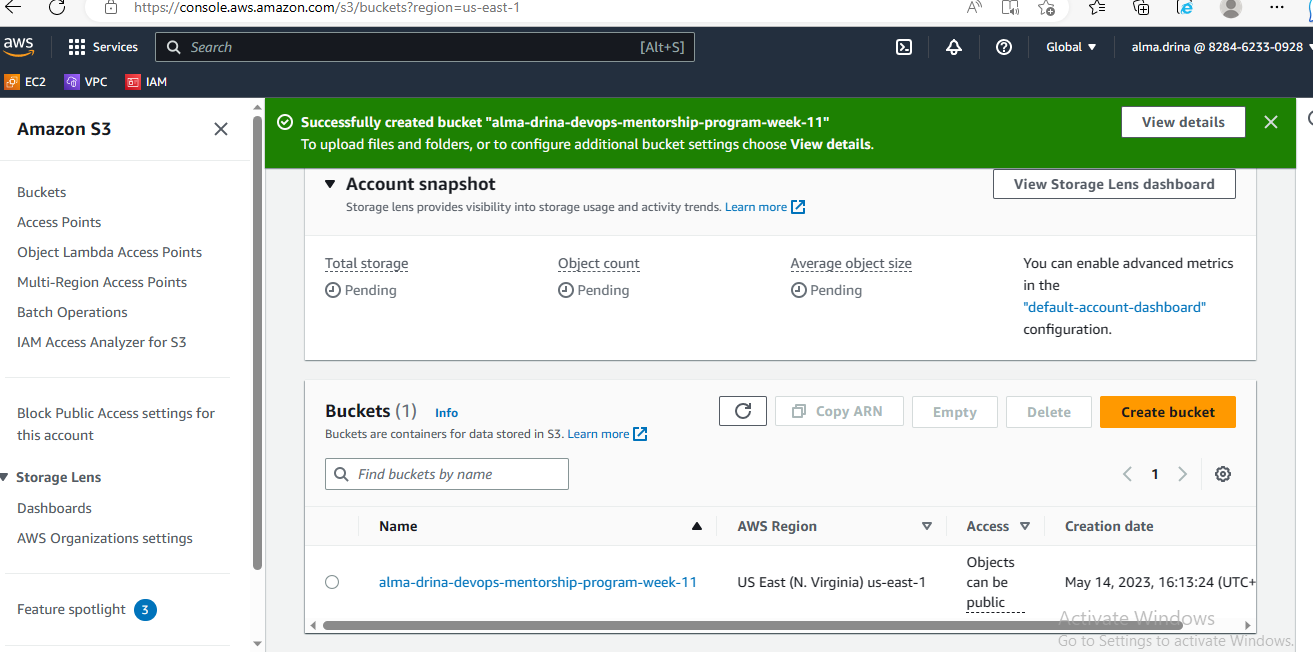 https://console.aws.amazon.com/s3/buckets?region=us-east-1
aws
Services
Search
[Alt+S]
Global
alma.drina @ 8284-6233-0928
EC2
VPC
IAM
Amazon S3
Buckets
Access Points
Object Lambda Access Points
Multi-Region Access Points
Batch Operations
IAM Access Analyzer for S3
Block Public Access settings for
this account
Storage Lens
Dashboards
AWS Organizations settings
Feature spotlight
3
Successfully created bucket "alma-drina-devops-mentorship-program-week-11"
To upload files and folders, or to configure additional bucket settings choose View details.
View details
Account snapshot
Storage lens provides visibility into storage usage and activity trends. Learn more
View Storage Lens dashboard
Total storage
Pending
Object count
Pending
Average object size
Pending
You can enable advanced metrics
in the
"default-account-dashboard"
configuration.
Buckets (1)
Info
Buckets are containers for data stored in S3. Learn more
Copy ARN
Empty
Delete
Create bucket
Find buckets by name
1
Name
AWS Region
Access
Creation date
alma-drina-devops-mentorship-program-week-11
US East (N. Virginia) us-east-1
Objects
can be
public
May 14, 2023, 16:13:24 (UTC+
Activate Windows
Go to Settings to activate Windows.